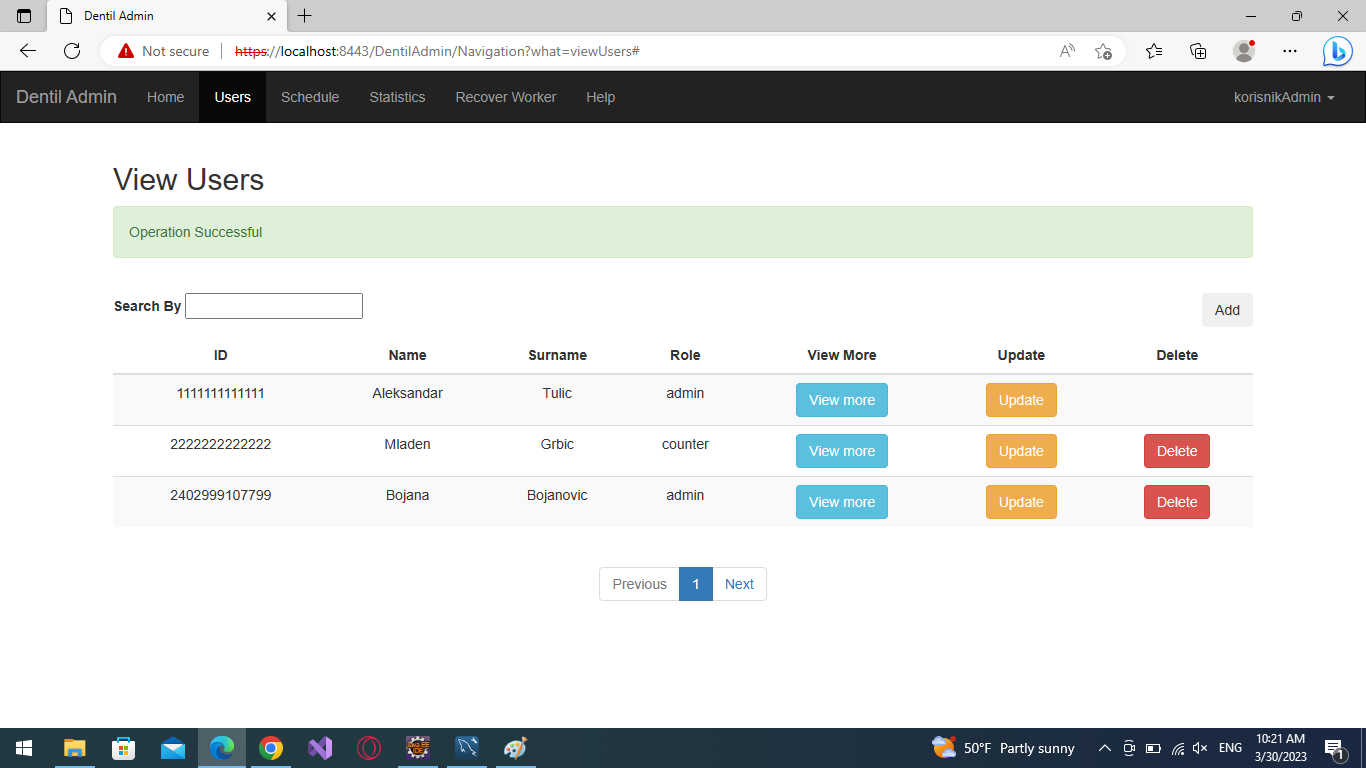 Dentil Admin
Not secure https://localhost:8443/DentilAdmin/Navigation?what=viewUsers#
Dentil Admin Home Users Schedule Statistics Recover Worker Help korisnikAdmin
View Users
Operation Successful
Search By Add
ID Name Surname Role View More Update Delete
1111111111111 Aleksandar Tulic admin View more Update
2222222222222 Mladen Grbic counter View more Update Delete
2402999107799 Bojana Bojanovic admin View more Update Delete
Previous 1 Next
50°F Partly sunny ENG 10:21 AM
3/30/2023 1